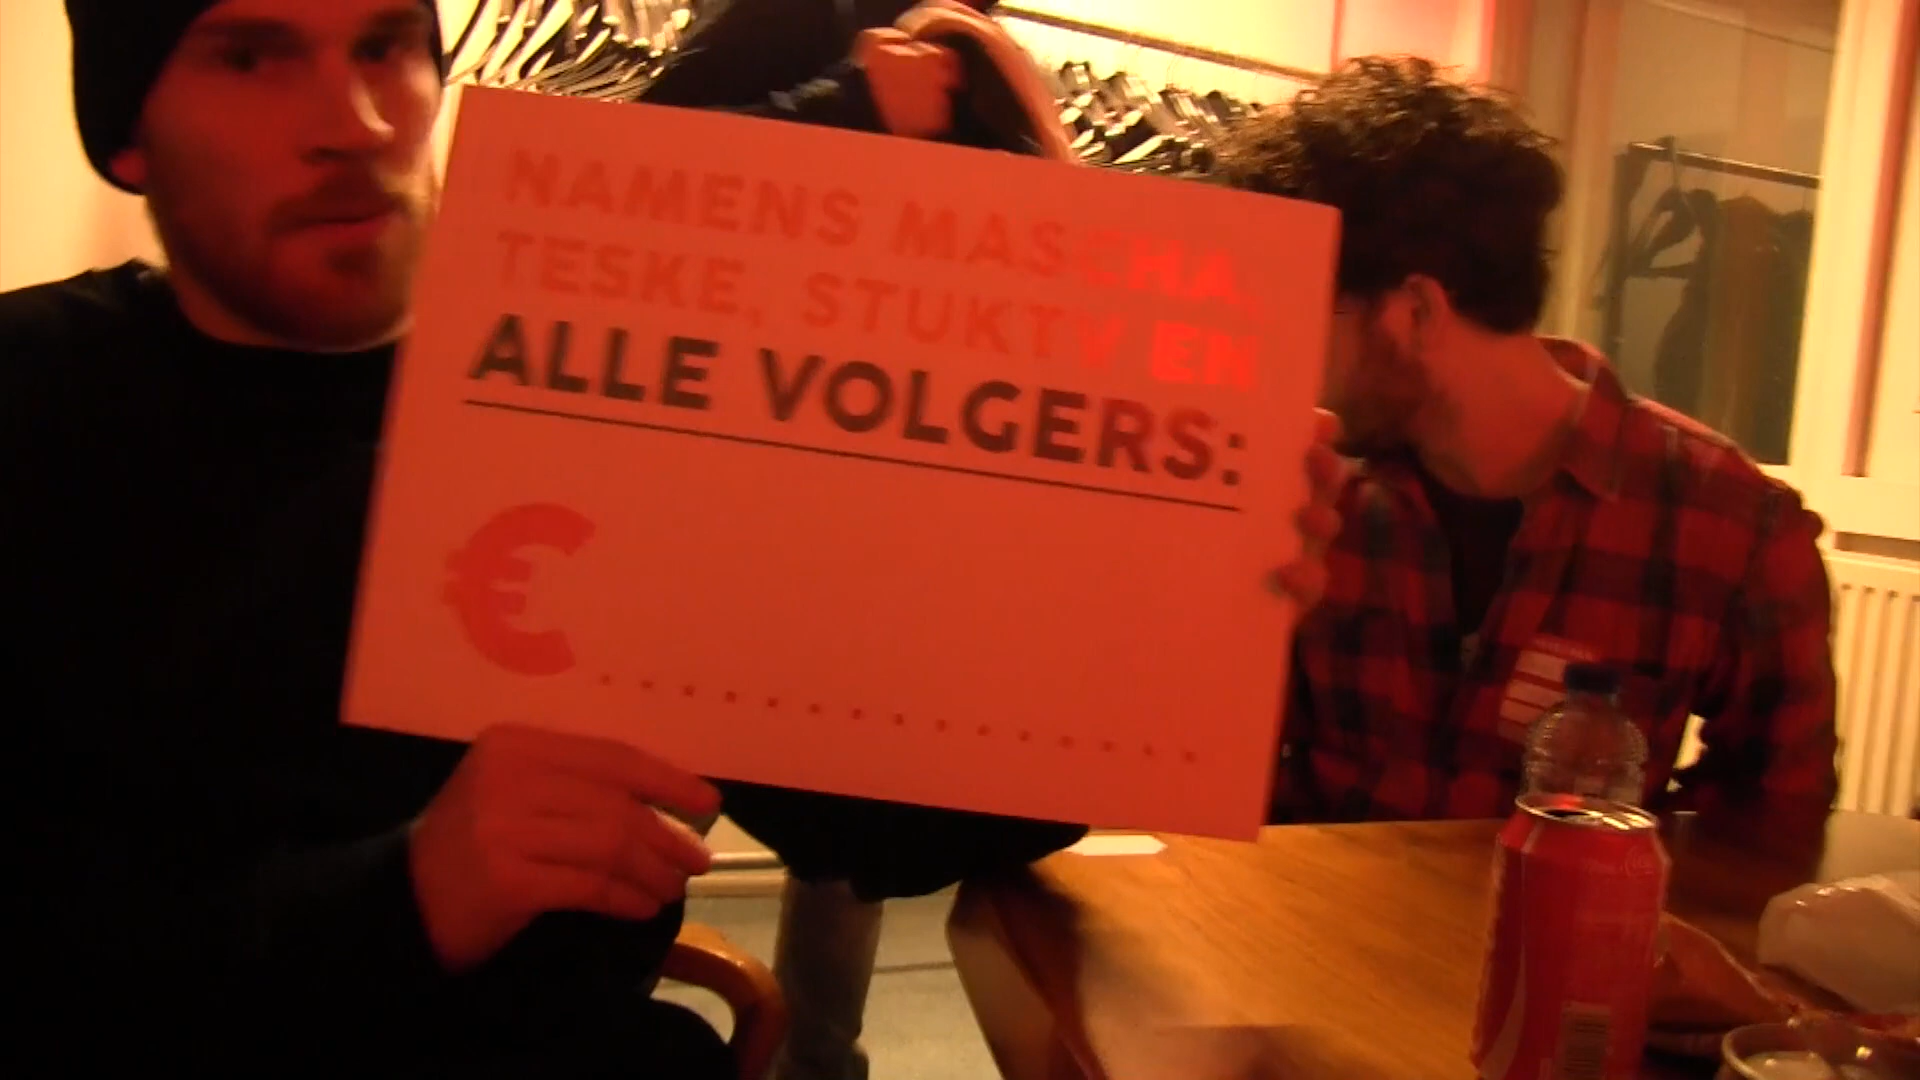 NAMENS MASCHA,
TESKE, STUKTV EN
ALLE VOLGERS:
€.................